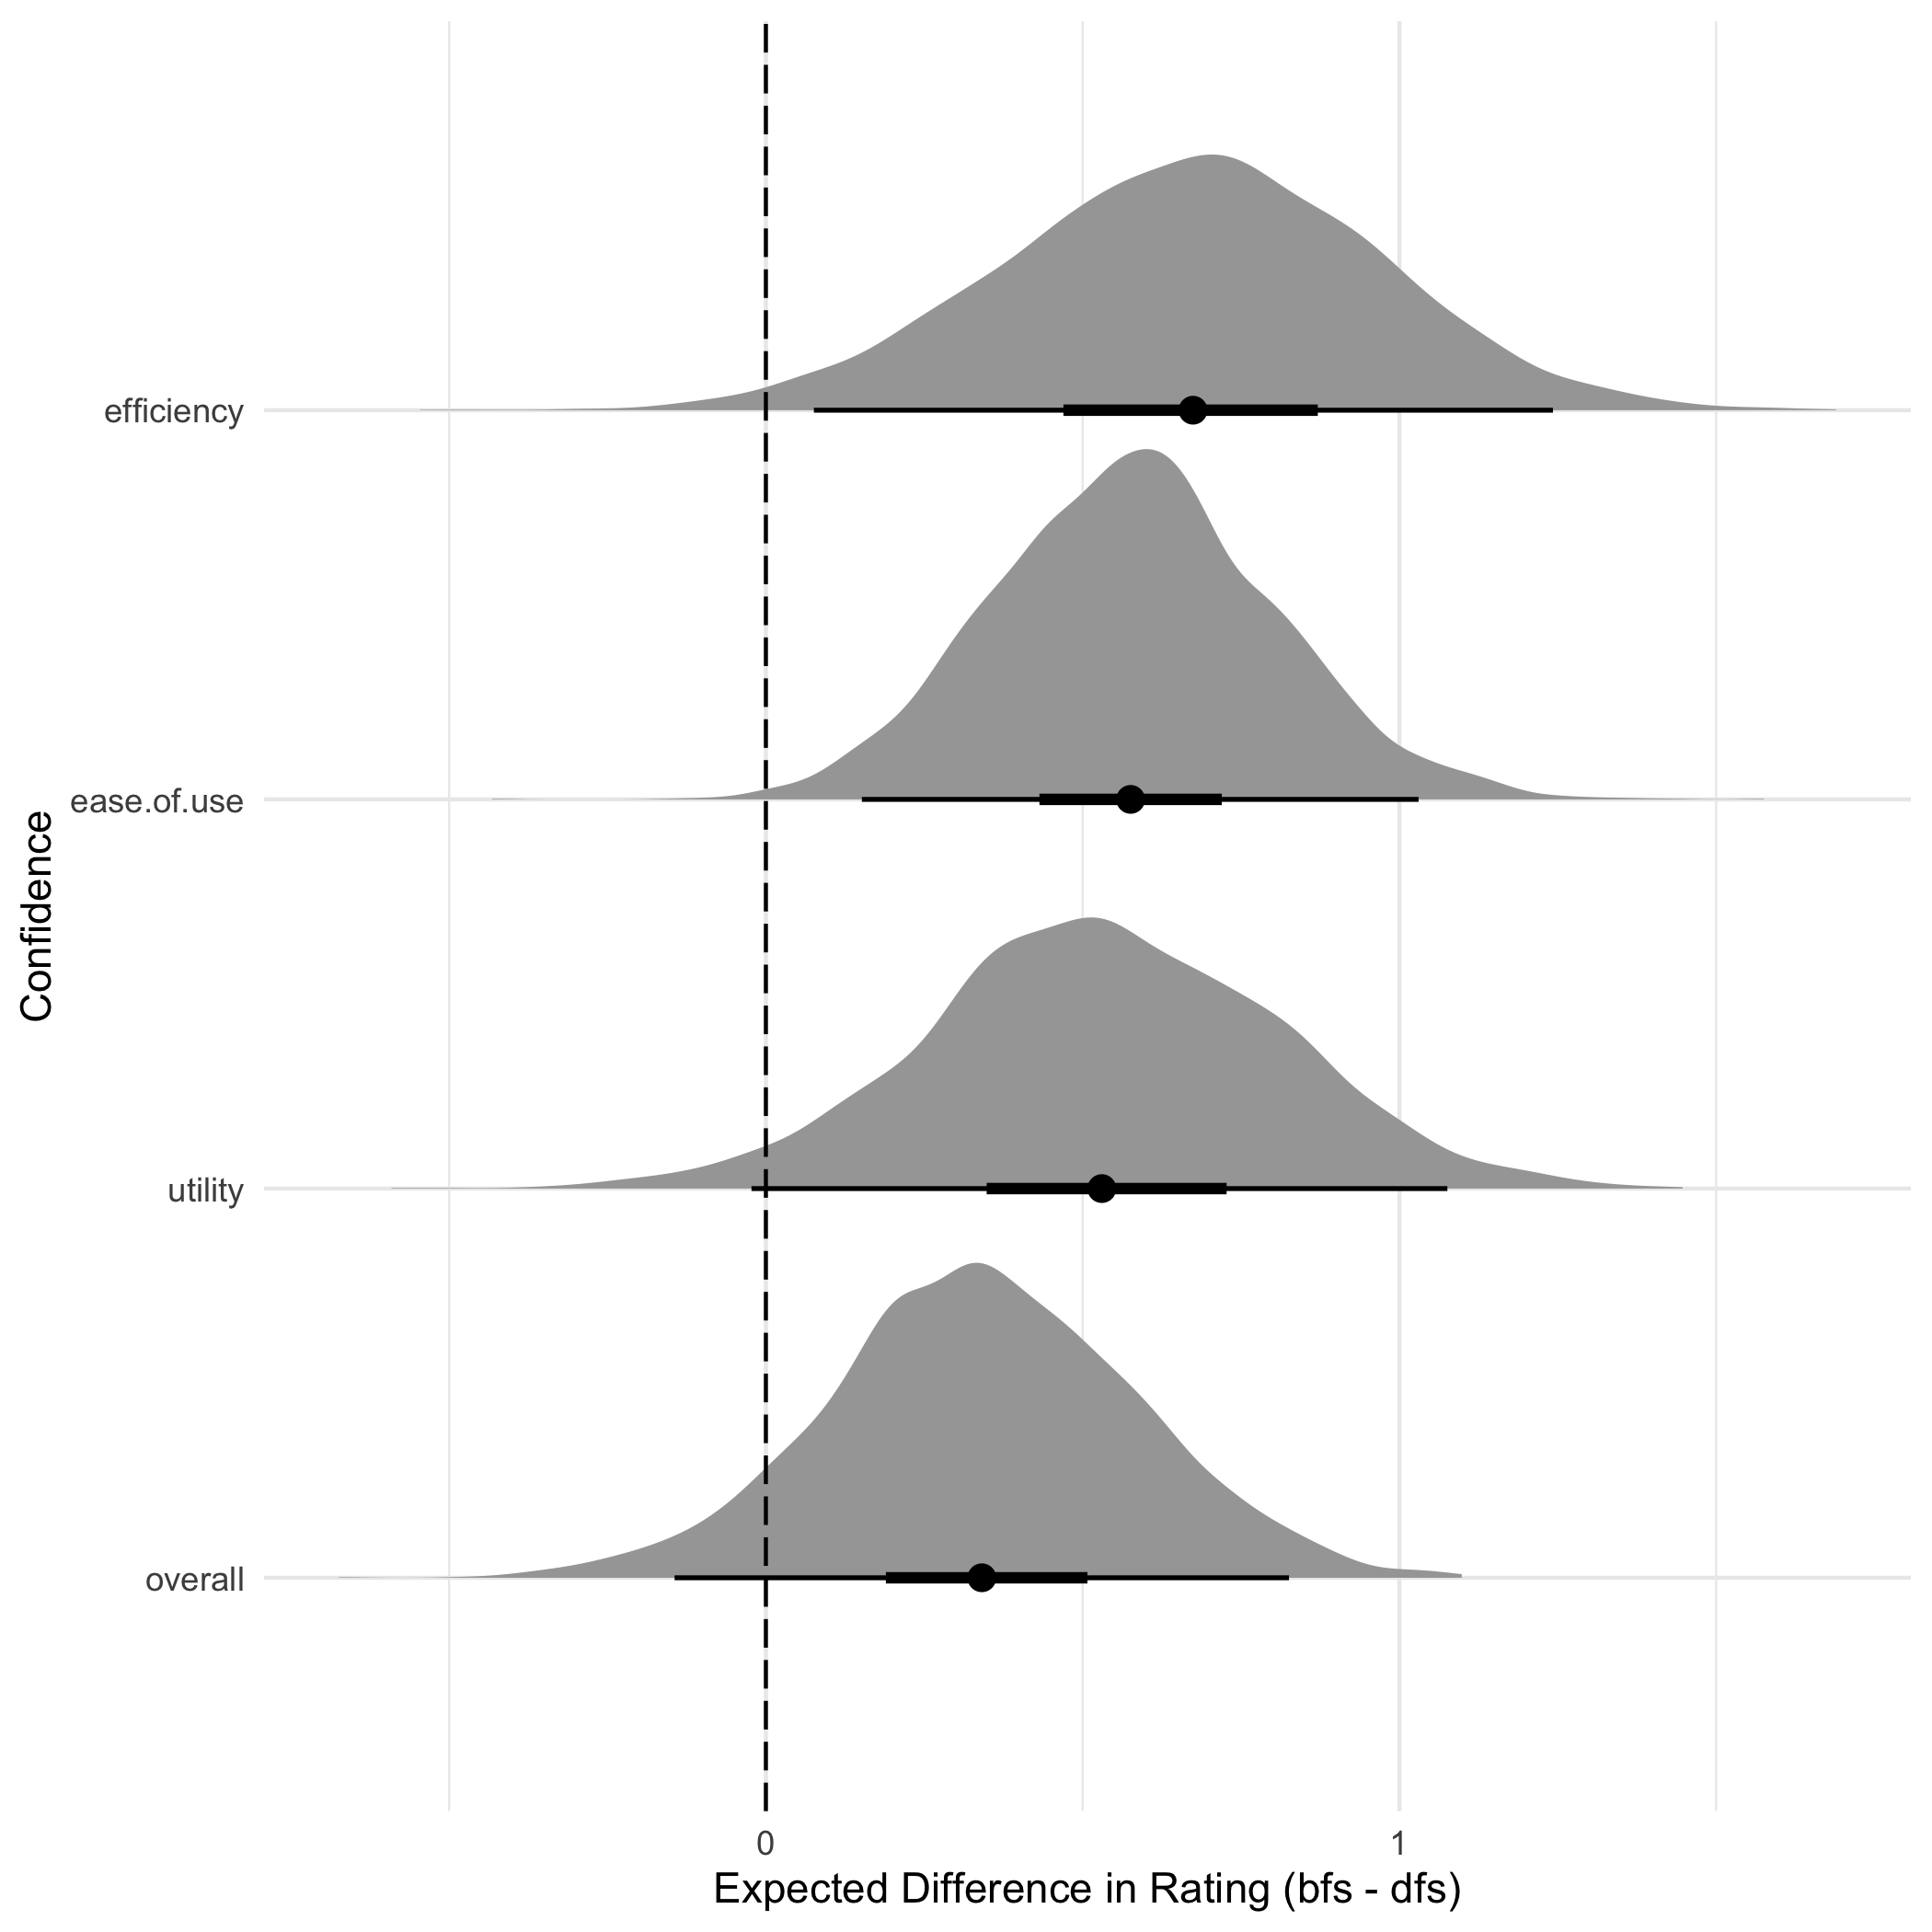 efficiency
ease.of.use
utility
overall
Confidence
0
1
Expected Difference in Rating (bfs - dfs)